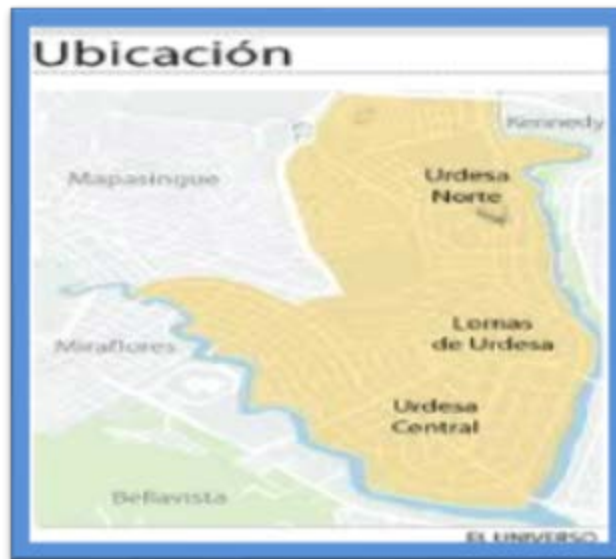 Ubicación
Kennedy
Mapasingue
Urdesa
Norte
Lomas
de Urdesa
Miraflores
Urdesa
Central
Bellavista
EL UNIVERSO